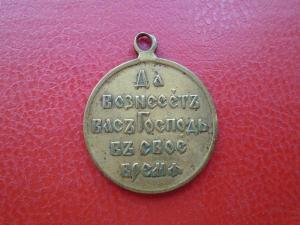 Да
вознесетъ
васъ Господь
въ свое
время